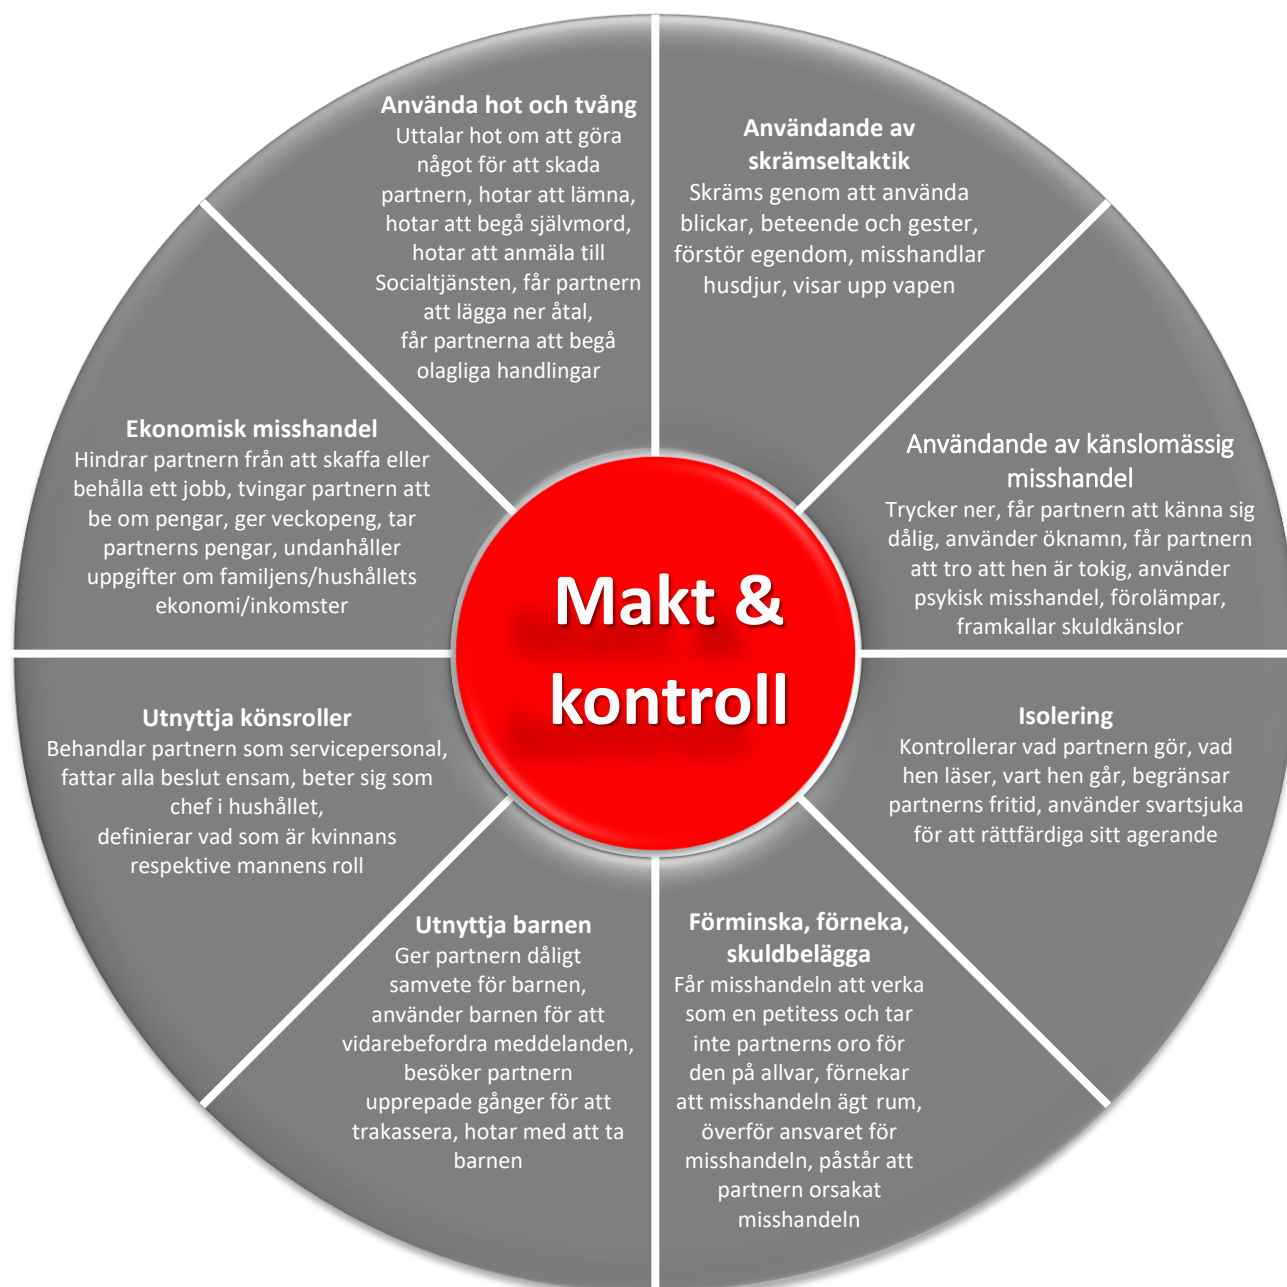 Använda hot och tvång
Uttalar hot om att göra
något för att skada
partnern, hotar att lämna,
hotar att begå självmord,
hotar att anmäla till
Socialtjänsten, får partnern
att lägga ner åtal,
får partnerna att begå
olagliga handlingar
Användande av
skrämseltaktik
Skräms genom att använda
blickar, beteende och gester,
förstör egendom, misshandlar
husdjur, visar upp vapen
Användande av känslomässig
misshandel
Trycker ner, får partnern att känna sig
dålig, använder öknamn, får partnern
att tro att hen är tokig, använder
psykisk misshandel, förolämpar,
framkallar skuldkänslor
Isolering
Kontrollerar vad partnern gör, vad
hen läser, vart hen går, begränsar
partnerns fritid, använder svartsjuka
för att rättfärdiga sitt agerande
Förminska, förneka,
skuldbelägga
Får misshandeln att verka
som en petitess och tar
inte partnerns oro för
den på allvar, förnekar
att misshandeln ägt rum,
överför ansvaret för
misshandeln, påstår att
partnern orsakat
misshandeln
Utnyttja barnen
Ger partnern dåligt
samvete för barnen,
använder barnen för att
vidarebefordra meddelanden,
besöker partnern
upprepade gånger för att
trakassera, hotar med att ta
barnen
Utnyttja könsroller
Behandlar partnern som servicepersonal,
fattar alla beslut ensam, beter sig som
chef i hushållet,
definierar vad som är kvinnans
respektive mannens roll
Ekonomisk misshandel
Hindrar partnern från att skaffa eller
behålla ett jobb, tvingar partnern att
be om pengar, ger veckopeng, tar
partnerns pengar, undanhåller
uppgifter om familjens/hushållets
ekonomi/inkomster
Makt &
kontroll